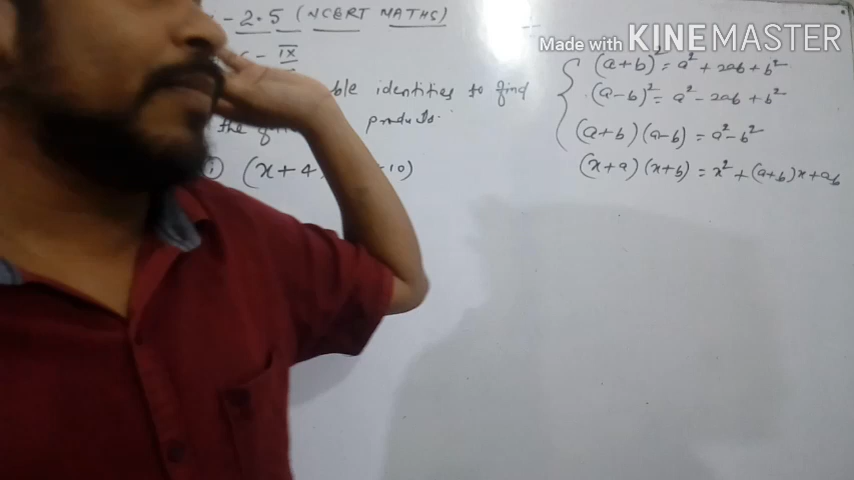 - 2.5 (NCERT MATHS)
- IX
identities to find
the products.
(i) (x+4 10)
Made with KINEMASTER
(a+b)² = a² + 2ab + b²
(a-b)² = a² - 2ab + b²
(a+b) (a-b) = a² - b²
(x+a) (x+b) = x² + (a+b)x + ab